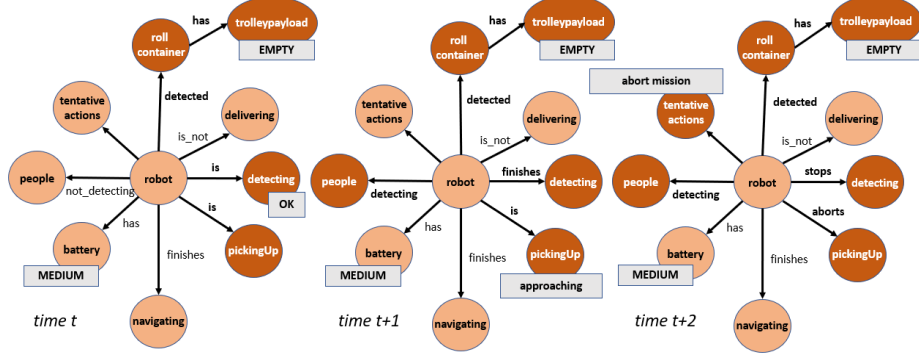 has
trolleypayload
roll
container
EMPTY
detected
tentative
actions
is_not
delivering
people
not_detecting
robot
is
detecting
OK
has
is
battery
MEDIUM
finishes
pickingUp
navigating
time t
has
trolleypayload
roll
container
EMPTY
detected
tentative
actions
is_not
delivering
people
detecting
robot
finishes
detecting
has
is
battery
MEDIUM
finishes
pickingUp
approaching
navigating
time t+1
has
trolleypayload
roll
container
EMPTY
abort mission
detected
tentative
actions
is_not
delivering
people
detecting
robot
stops
detecting
has
aborts
battery
MEDIUM
finishes
pickingUp
navigating
time t+2